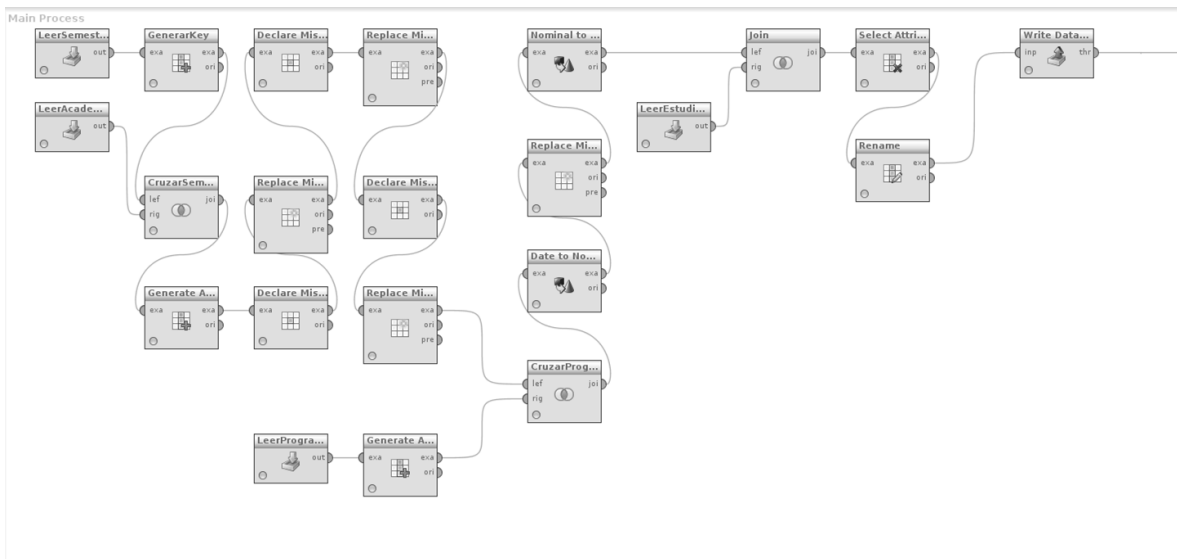 Main Process
LeerSemest...
out
GenerarKey
exa exa
ori
Declare Mis...
exa exa
ori
Replace Mi...
exa exa
ori
pre
Nominal to ...
exa exa
ori
Join
lef joi
rig
Select Attri...
exa exa
ori
Write Data...
inp thr
LeerAcade...
out
LeerEstudi...
out
Replace Mi...
exa exa
ori
pre
Rename
exa exa
ori
CruzarSem...
lef joi
rig
Replace Mi...
exa exa
ori
pre
Declare Mis...
exa exa
ori
Date to No...
exa exa
ori
Generate A...
exa exa
ori
Declare Mis...
exa exa
ori
Replace Mi...
exa exa
ori
pre
CruzarProg...
lef joi
rig
LeerProgra...
out
Generate A...
exa exa
ori